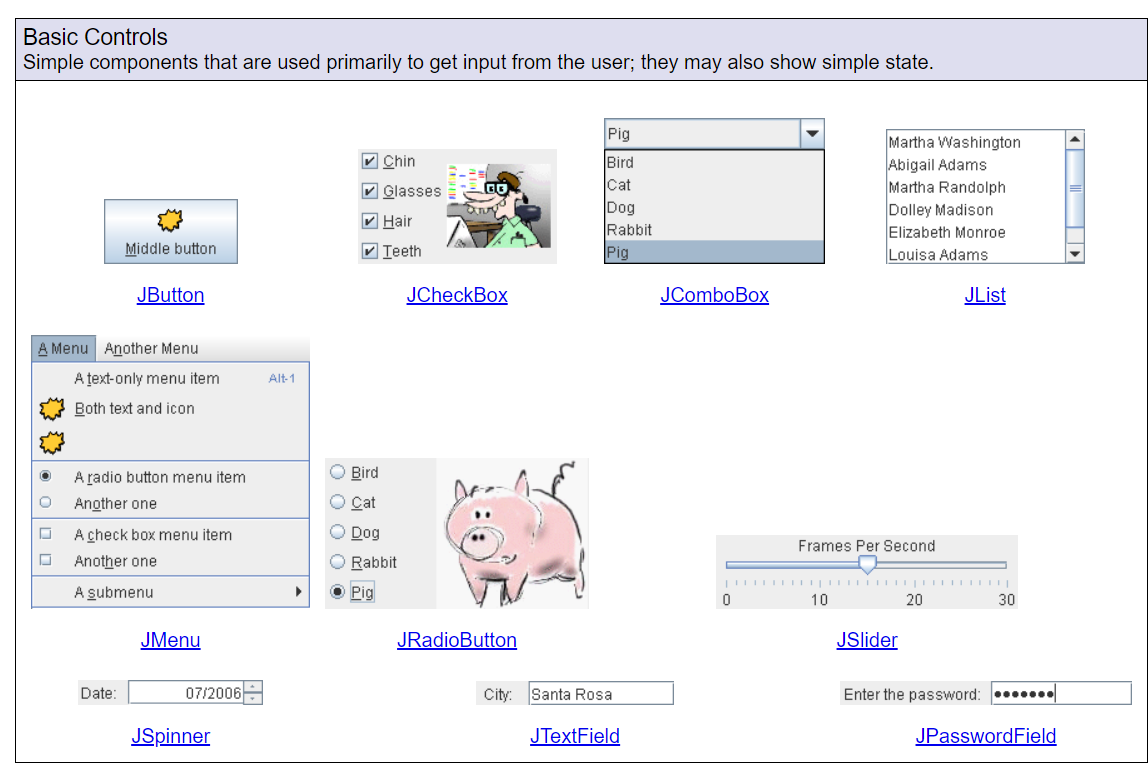 Basic Controls
Simple components that are used primarily to get input from the user; they may also show simple state.
Middle button
JButton
Chin
Glasses
Hair
Teeth
JCheckBox
Pig
Bird
Cat
Dog
Rabbit
Pig
JComboBox
Martha Washington
Abigail Adams
Martha Randolph
Dolley Madison
Elizabeth Monroe
Louisa Adams
JList
A Menu Another Menu
A text-only menu item Alt-1
Both text and icon
A radio button menu item
Another one
A check box menu item
Another one
A submenu
JMenu
Bird
Cat
Dog
Rabbit
Pig
JRadioButton
Frames Per Second
0 10 20 30
JSlider
Date: 07/2006
JSpinner
City: Santa Rosa
JTextField
Enter the password: •••••••
JPasswordField